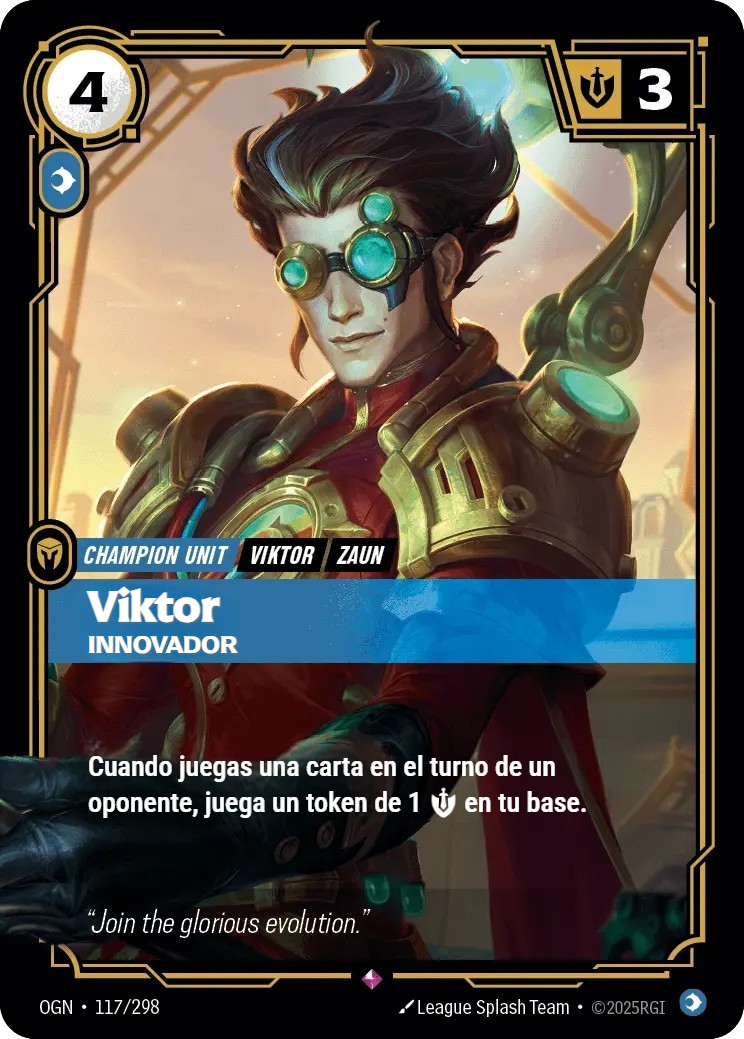 4
3
CHAMPION UNIT VIKTOR ZAUN
Viktor
INNOVADOR
Cuando juegas una carta en el turno de un
oponente, juega un token de 1 en tu base.
“Join the glorious evolution.”
OGN • 117/298 League Splash Team • ©2025RGI